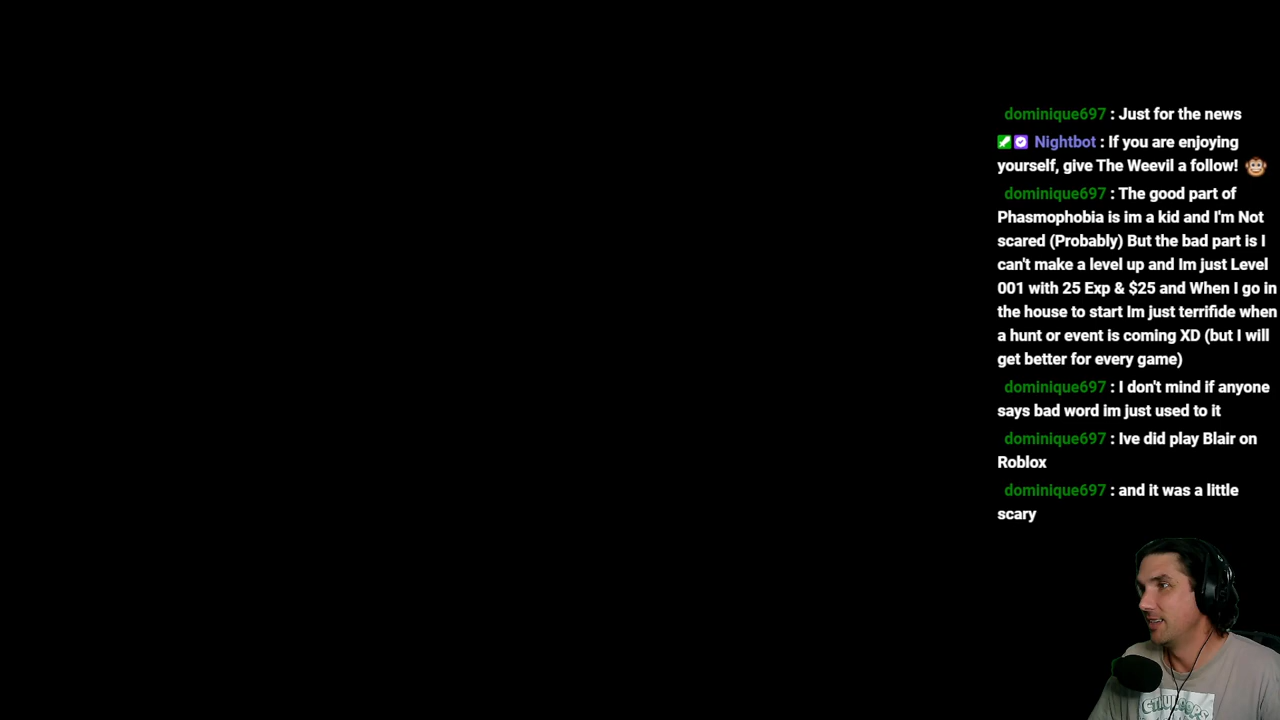 dominique697 : Just for the news
Nightbot : If you are enjoying
yourself, give The Weevil a follow!
dominique697 : The good part of
Phasmophobia is im a kid and I'm Not
scared (Probably) But the bad part is I
can't make a level up and Im just Level
001 with 25 Exp & $25 and When I go in
the house to start Im just terrifide when
a hunt or event is coming XD (but I will
get better for every game)
dominique697 : I don't mind if anyone
says bad word im just used to it
dominique697 : Ive did play Blair on
Roblox
dominique697 : and it was a little
scary